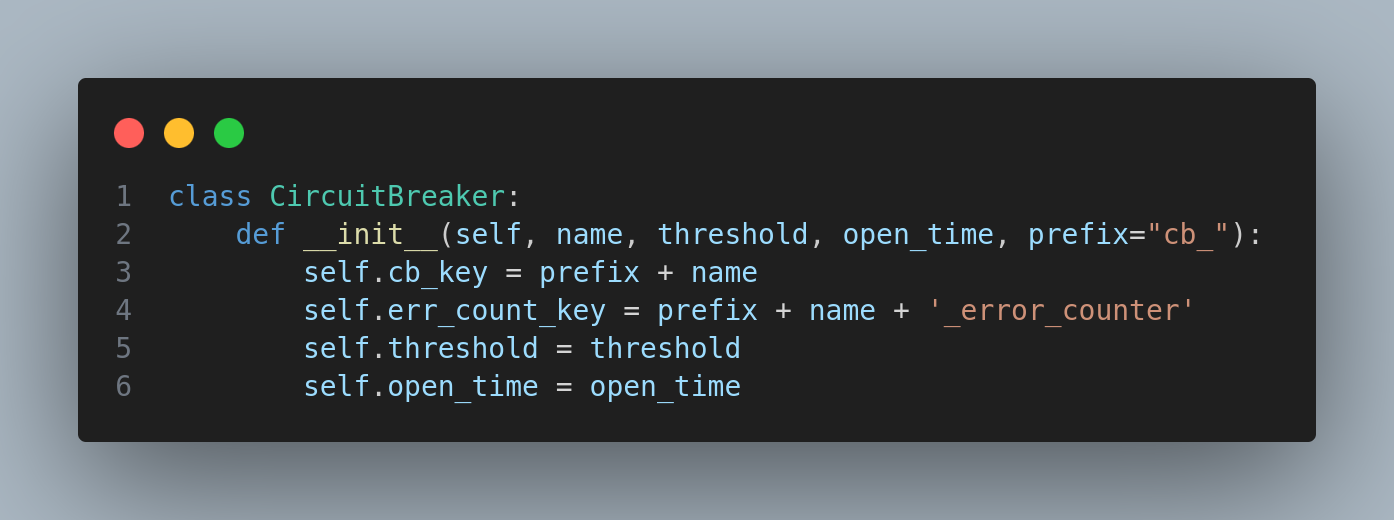 1 class CircuitBreaker:
2     def __init__(self, name, threshold, open_time, prefix="cb_"):
3         self.cb_key = prefix + name
4         self.err_count_key = prefix + name + '_error_counter'
5         self.threshold = threshold
6         self.open_time = open_time